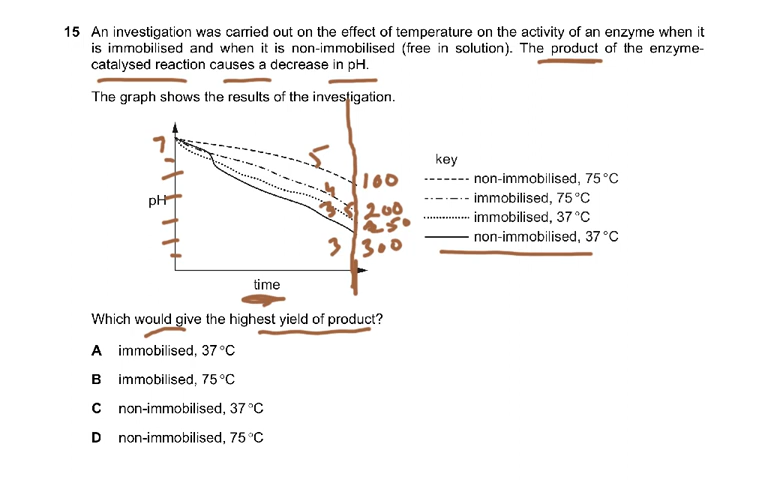 15 An investigation was carried out on the effect of temperature on the activity of an enzyme when it
is immobilised and when it is non-immobilised (free in solution). The product of the enzyme-
catalysed reaction causes a decrease in pH.
The graph shows the results of the investigation.
7
5
100
4
3 5
200
250
3
300
pH
time
key
non-immobilised, 75 °C
immobilised, 75 °C
immobilised, 37 °C
non-immobilised, 37 °C
Which would give the highest yield of product?
A immobilised, 37 °C
B immobilised, 75 °C
C non-immobilised, 37 °C
D non-immobilised, 75 °C